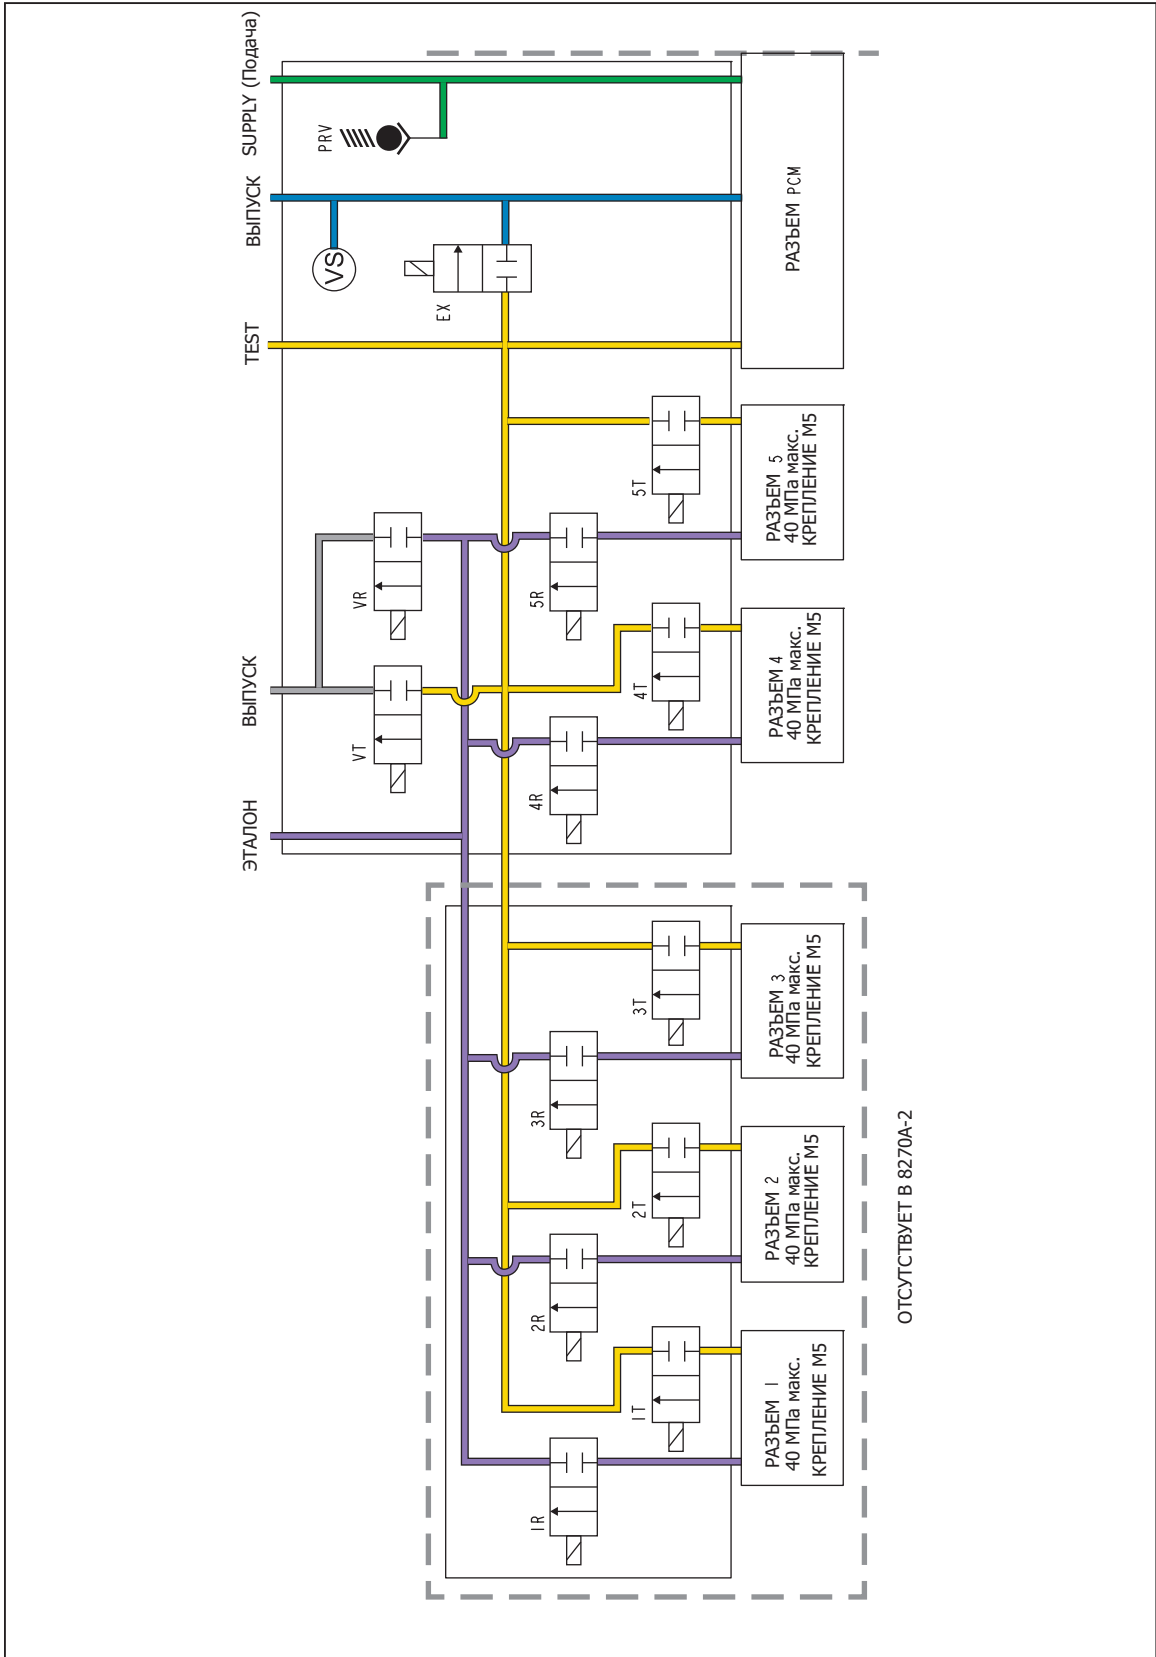 SUPPLY (Подача)
ВЫПУСК
TEST
ВЫПУСК
ЭТАЛОН
PRV
VS
EX
VR
VT
5T
5R
4T
4R
3T
3R
2T
2R
1T
1R
РАЗЪЕМ PCM
РАЗЪЕМ 5
40 МПа макс.
КРЕПЛЕНИЕ М5
РАЗЪЕМ 4
40 МПа макс.
КРЕПЛЕНИЕ М5
РАЗЪЕМ 3
40 МПа макс.
КРЕПЛЕНИЕ М5
РАЗЪЕМ 2
40 МПа макс.
КРЕПЛЕНИЕ М5
РАЗЪЕМ 1
40 МПа макс.
КРЕПЛЕНИЕ М5
ОТСУТСТВУЕТ В 8270A-2